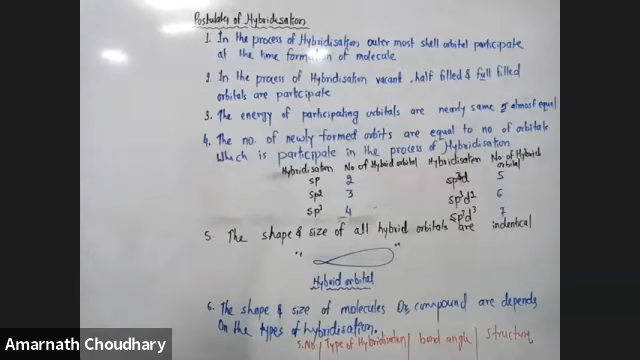 Postulates of Hybridisation
1. In the process of Hybridisation, outer most shell orbital participate
at the time formation of molecule
2. In the process of Hybridisation vacant, half filled & full filled
orbitals are participate
3. The energy of participating orbitals are nearly same or almost equal
4. The no. of newly formed orbits are equal to no of orbitals
which is participate in the process of Hybridisation
Hybridisation No of Hybrid orbital Hybridisation No. of Hybrid orbital
sp 2 sp3d 5
sp2 3 sp3d2 6
sp3 4 sp3d3 7
5. The shape & size of all hybrid orbitals are indentical
Hybrid orbital
6. The shape & size of molecules Or compound are depends
On the types of hybridisation.
S.No | Type of Hybridisation | bond angle | structure
Amarnath Choudhary